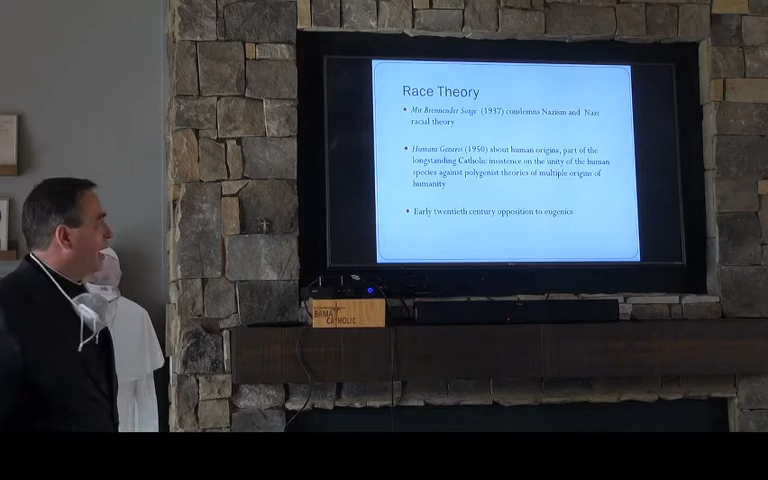 Race Theory
• Mit Brennender Sorge (1937) condemns Nazism and Nazi
racial theory
• Humani Generis (1950) about human origins, part of the
longstanding Catholic insistence on the unity of the human
species against polygenist theories of multiple origins of
humanity
• Early twentieth century opposition to eugenics
BAMA
CATHOLIC